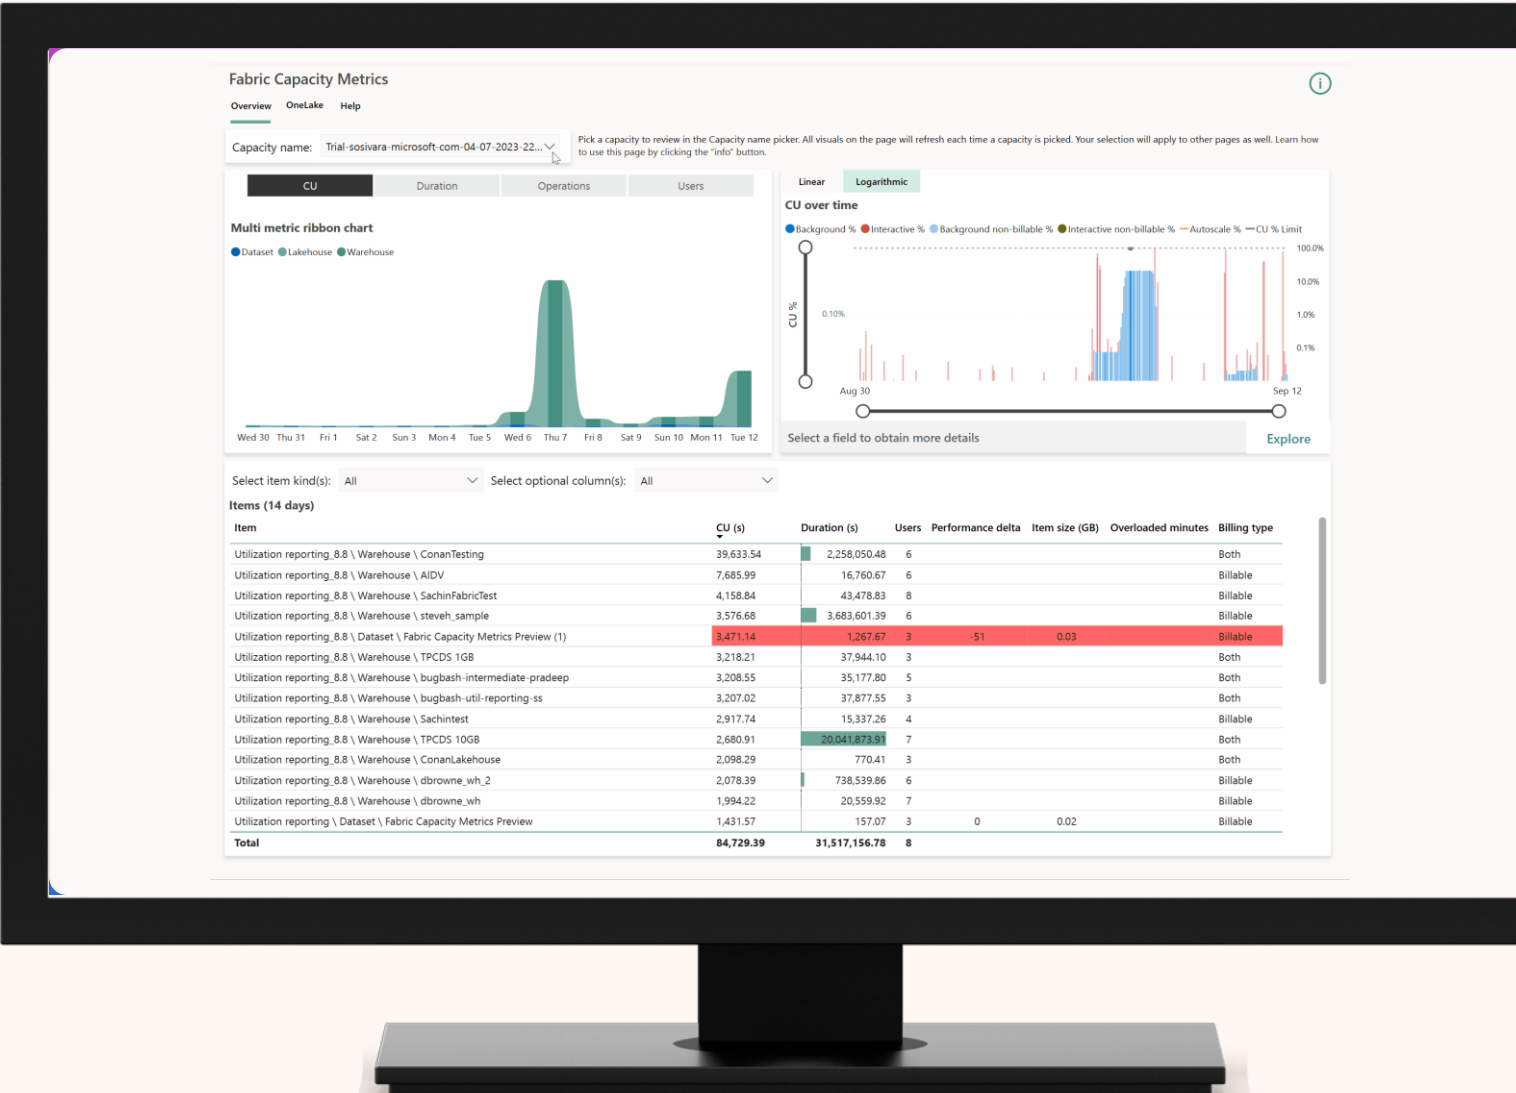 Fabric Capacity Metrics
Overview OneLake Help
Capacity name: Trial-sosivara-microsoft-com-04-07-2023-22...
Pick a capacity to review in the Capacity name picker. All visuals on the page will refresh each time a capacity is picked. Your selection will apply to other pages as well. Learn how
to use this page by clicking the "info" button.
CU Duration Operations Users
Multi metric ribbon chart
Dataset Lakehouse Warehouse
Wed 30 Thu 31 Fri 1 Sat 2 Sun 3 Mon 4 Tue 5 Wed 6 Thu 7 Fri 8 Sat 9 Sun 10 Mon 11 Tue 12
Linear Logarithmic
CU over time
Background % Interactive % Background non-billable % Interactive non-billable % Autoscale % CU % Limit
100.0%
10.0%
CU %
0.10%
1.0%
0.1%
Aug 30 Sep 12
Select a field to obtain more details Explore
Select item kind(s): All Select optional column(s): All
Items (14 days)
Item CU (s) Duration (s) Users Performance delta Item size (GB) Overloaded minutes Billing type
Utilization reporting_8.8 \ Warehouse \ ConanTesting 39,633.54 2,258,050.48 6 Both
Utilization reporting_8.8 \ Warehouse \ AIDV 7,685.99 16,760.67 6 Billable
Utilization reporting_8.8 \ Warehouse \ SachinFabricTest 4,158.84 43,478.83 8 Billable
Utilization reporting_8.8 \ Warehouse \ steveh_sample 3,576.68 3,683,601.39 6 Billable
Utilization reporting_8.8 \ Dataset \ Fabric Capacity Metrics Preview (1) 3,471.14 1,267.67 3 -51 0.03 Billable
Utilization reporting_8.8 \ Warehouse \ TPCDS 1GB 3,218.21 37,944.10 3 Both
Utilization reporting_8.8 \ Warehouse \ bugbash-intermediate-pradeep 3,208.55 35,177.80 5 Both
Utilization reporting_8.8 \ Warehouse \ bugbash-util-reporting-ss 3,207.02 37,877.55 3 Both
Utilization reporting_8.8 \ Warehouse \ Sachintest 2,917.74 15,337.26 4 Billable
Utilization reporting_8.8 \ Warehouse \ TPCDS 10GB 2,680.91 20,041,873.91 7 Both
Utilization reporting_8.8 \ Warehouse \ ConanLakehouse 2,098.29 770.41 3 Both
Utilization reporting_8.8 \ Warehouse \ dbrowne_wh_2 2,078.39 738,539.86 6 Billable
Utilization reporting_8.8 \ Warehouse \ dbrowne_wh 1,994.22 20,559.92 7 Billable
Utilization reporting \ Dataset \ Fabric Capacity Metrics Preview 1,431.57 157.07 3 0 0.02 Billable
Total 84,729.39 31,517,156.78 8